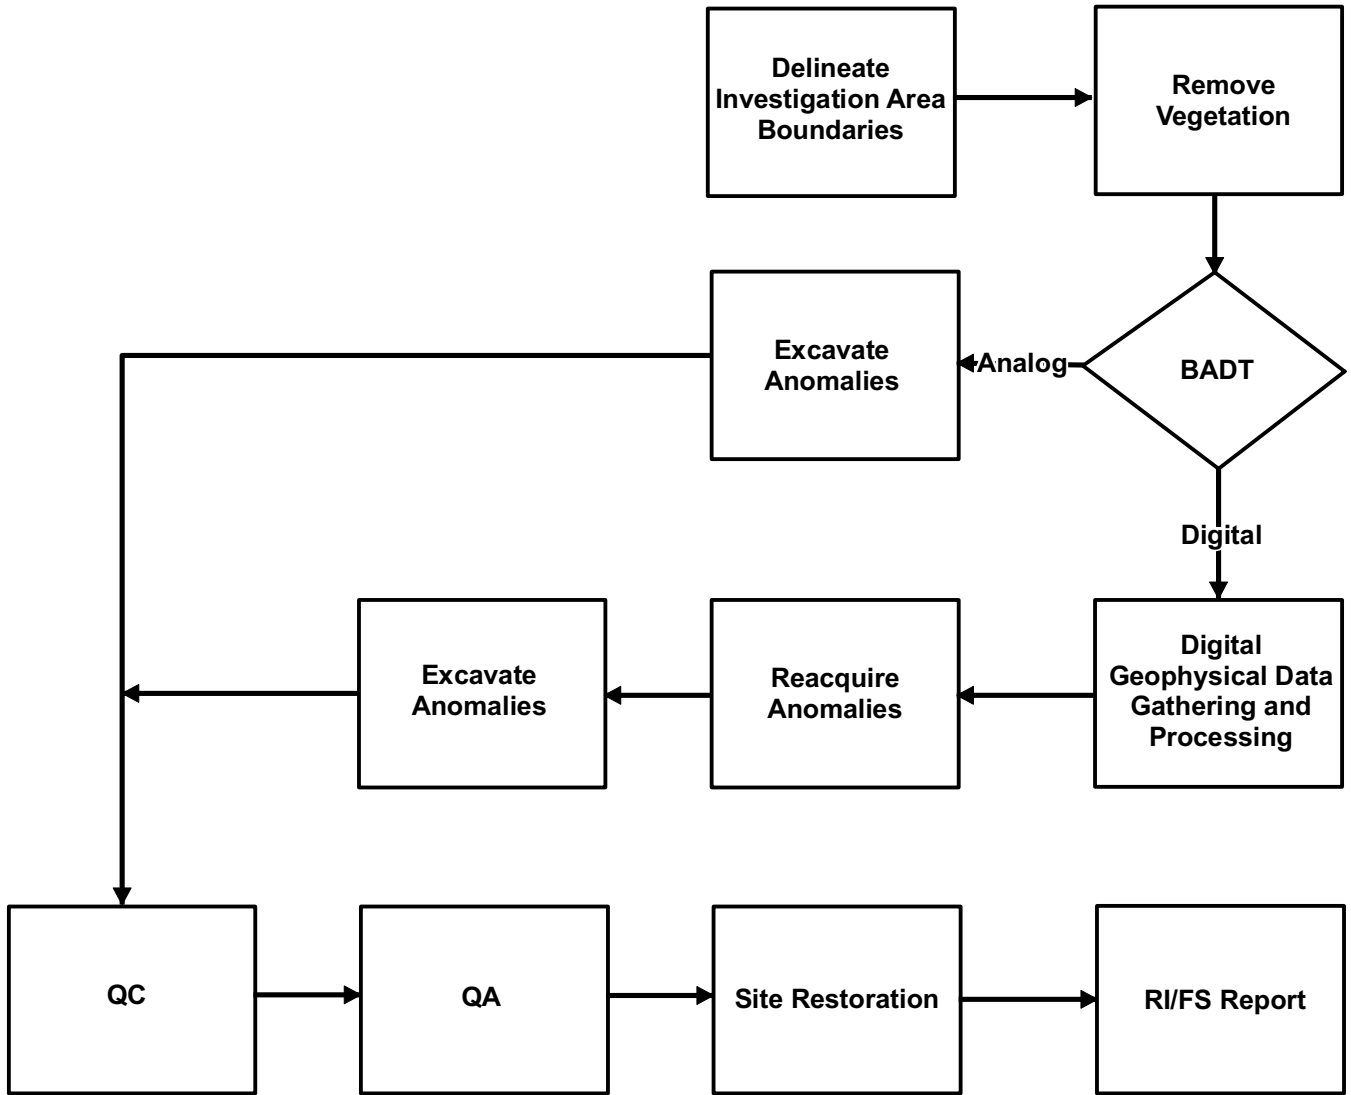 Delineate
Investigation Area
Boundaries
Remove
Vegetation
Excavate
Anomalies
Analog
BADT
Digital
Excavate
Anomalies
Reacquire
Anomalies
Digital
Geophysical Data
Gathering and
Processing
QC
QA
Site Restoration
RI/FS Report